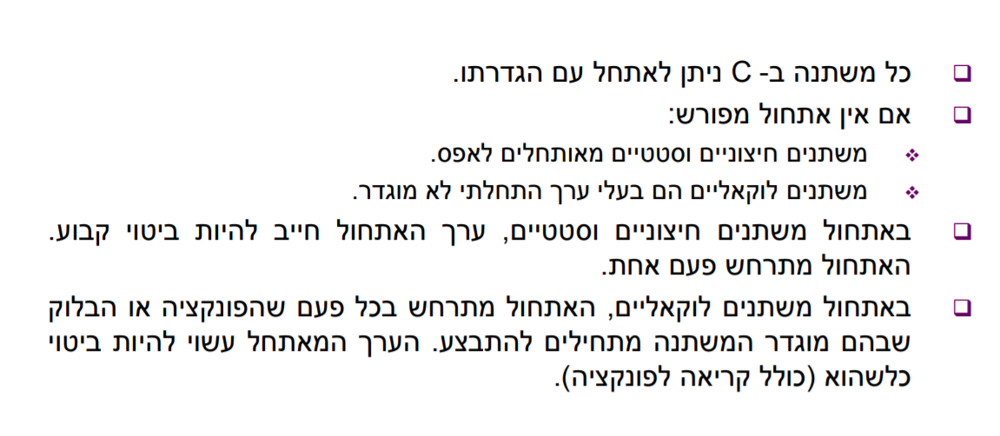 כל משתנה ב- C ניתן לאתחל עם הגדרתו.
אם אין אתחול מפורש:
משתנים חיצוניים וסטטיים מאותחלים לאפס.
משתנים לוקאליים הם בעלי ערך התחלתי לא מוגדר.
באתחול משתנים חיצוניים וסטטיים, ערך האתחול חייב להיות ביטוי קבוע.
האתחול מתרחש פעם אחת.
באתחול משתנים לוקאליים, האתחול מתרחש בכל פעם שהפונקציה או הבלוק
שבהם מוגדר המשתנה מתחילים להתבצע. הערך המאתחל עשוי להיות ביטוי
כלשהוא (כולל קריאה לפונקציה).